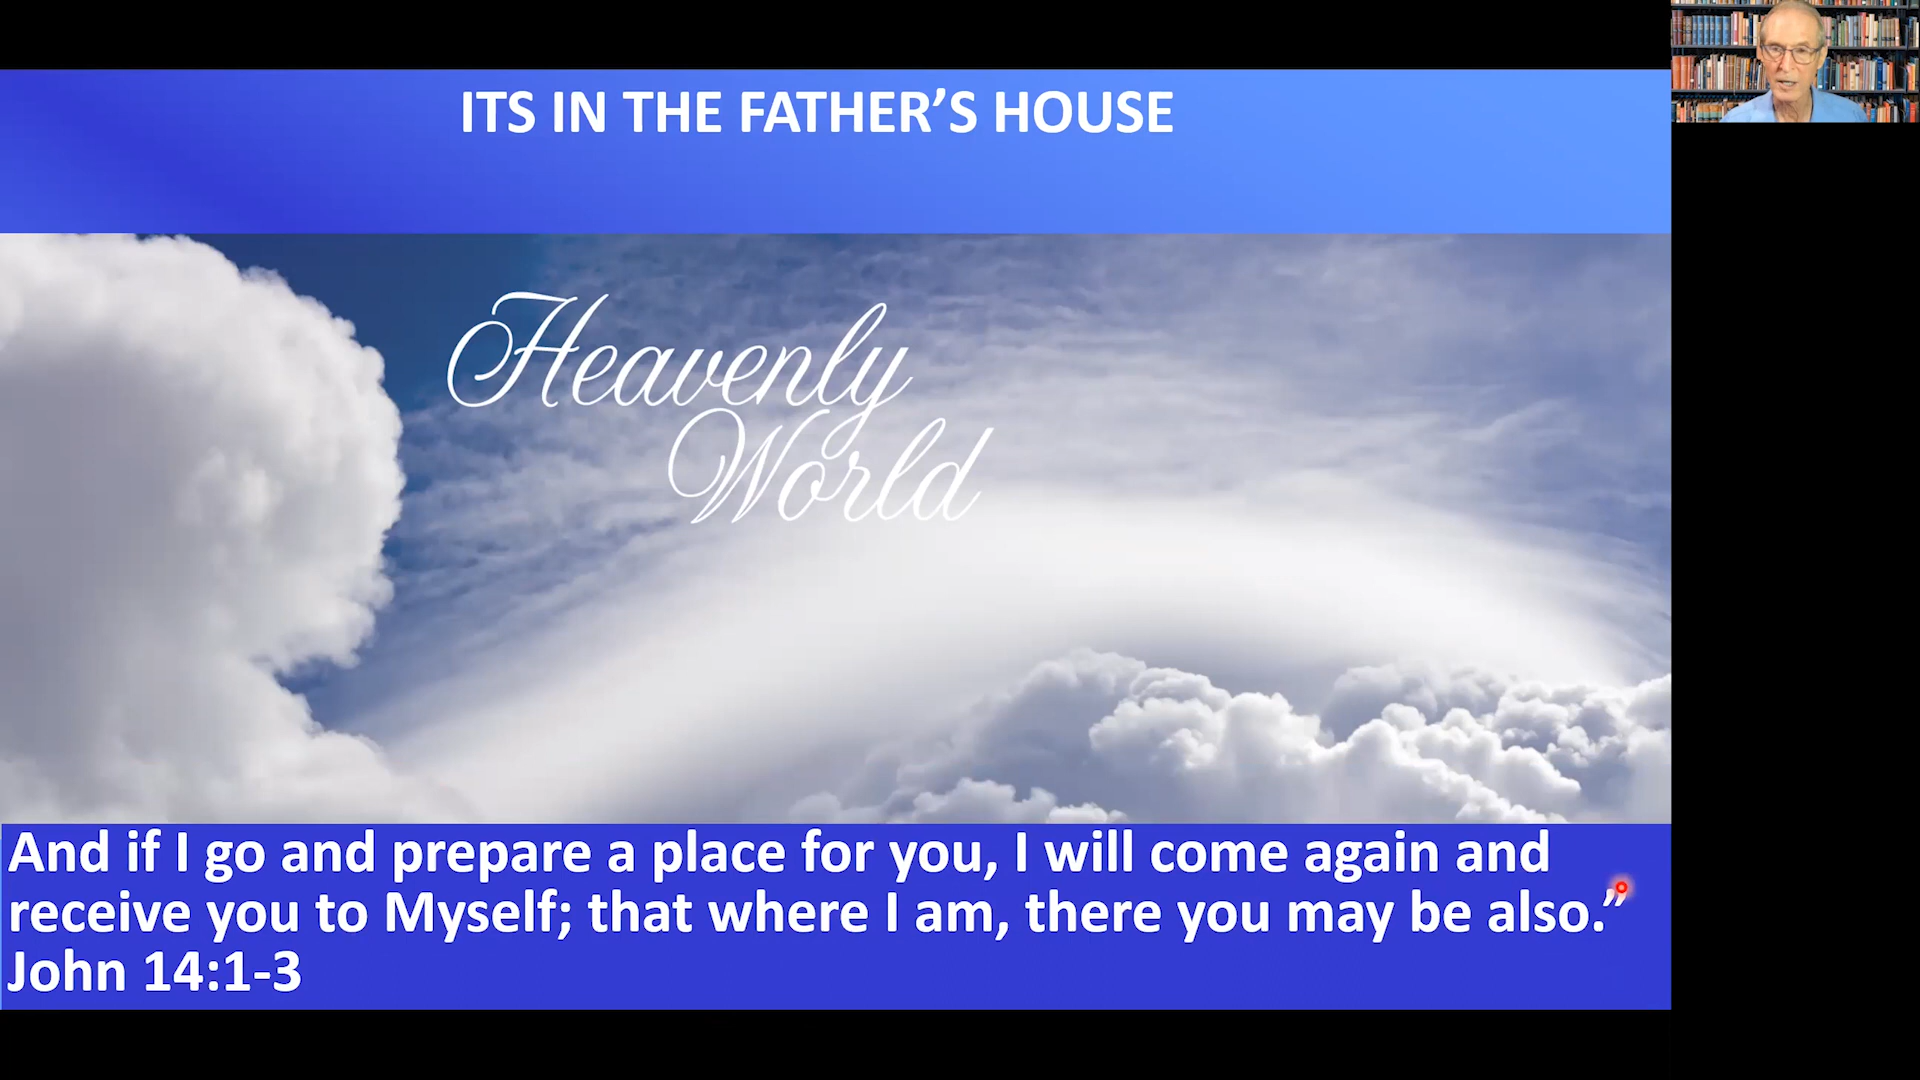 ITS IN THE FATHER’S HOUSE
Heavenly
World
And if I go and prepare a place for you, I will come again and
receive you to Myself; that where I am, there you may be also.”
John 14:1-3